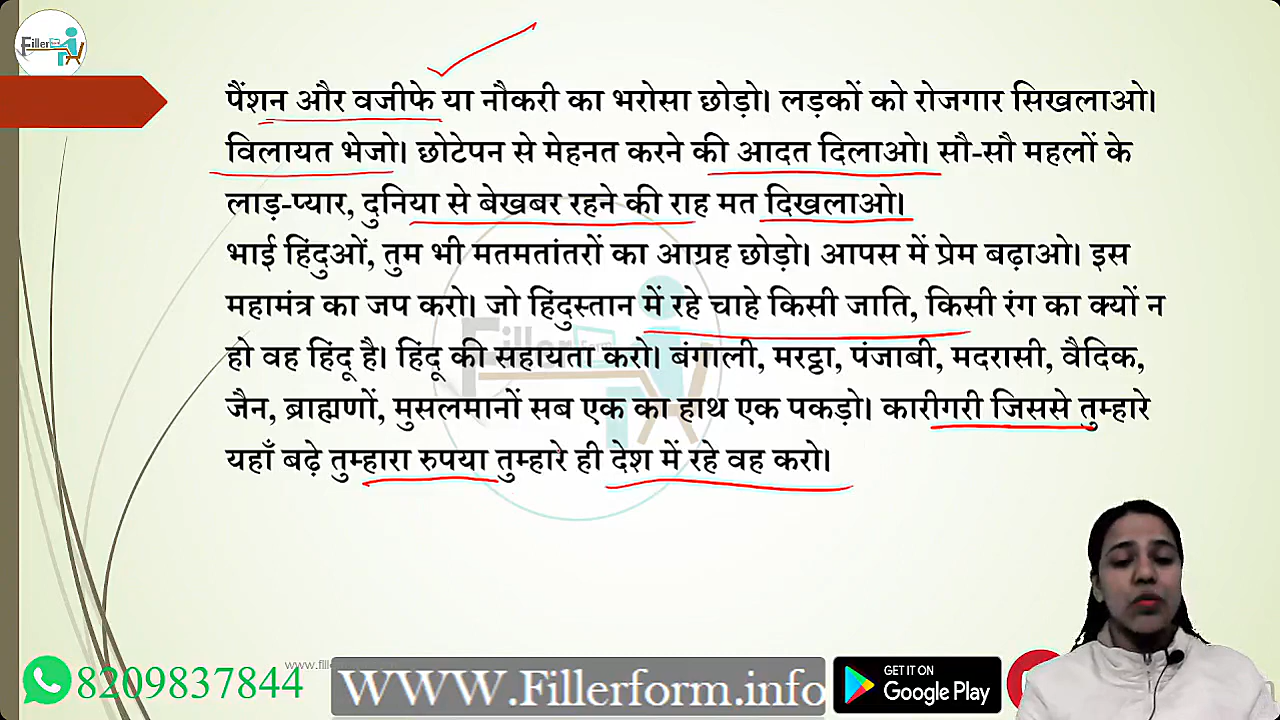 Fillerform
पैंशन और वजीफे या नौकरी का भरोसा छोड़ो। लड़कों को रोजगार सिखलाओ।
विलायत भेजो। छोटेपन से मेहनत करने की आदत दिलाओ। सौ-सौ महलों के
लाड़-प्यार, दुनिया से बेखबर रहने की राह मत दिखलाओ।
भाई हिंदुओं, तुम भी मतमतांतरों का आग्रह छोड़ो। आपस में प्रेम बढ़ाओ। इस
महामंत्र का जप करो। जो हिंदुस्तान में रहे चाहे किसी जाति, किसी रंग का क्यों न
हो वह हिंदू है। हिंदू की सहायता करो। बंगाली, मरट्ठा, पंजाबी, मदरासी, वैदिक,
जैन, ब्राह्मणों, मुसलमानों सब एक का हाथ एक पकड़ो। कारीगरी जिससे तुम्हारे
यहाँ बढ़े तुम्हारा रुपया तुम्हारे ही देश में रहे वह करो।
8209837844
WWW.Fillerform.info
GET IT ON
Google Play